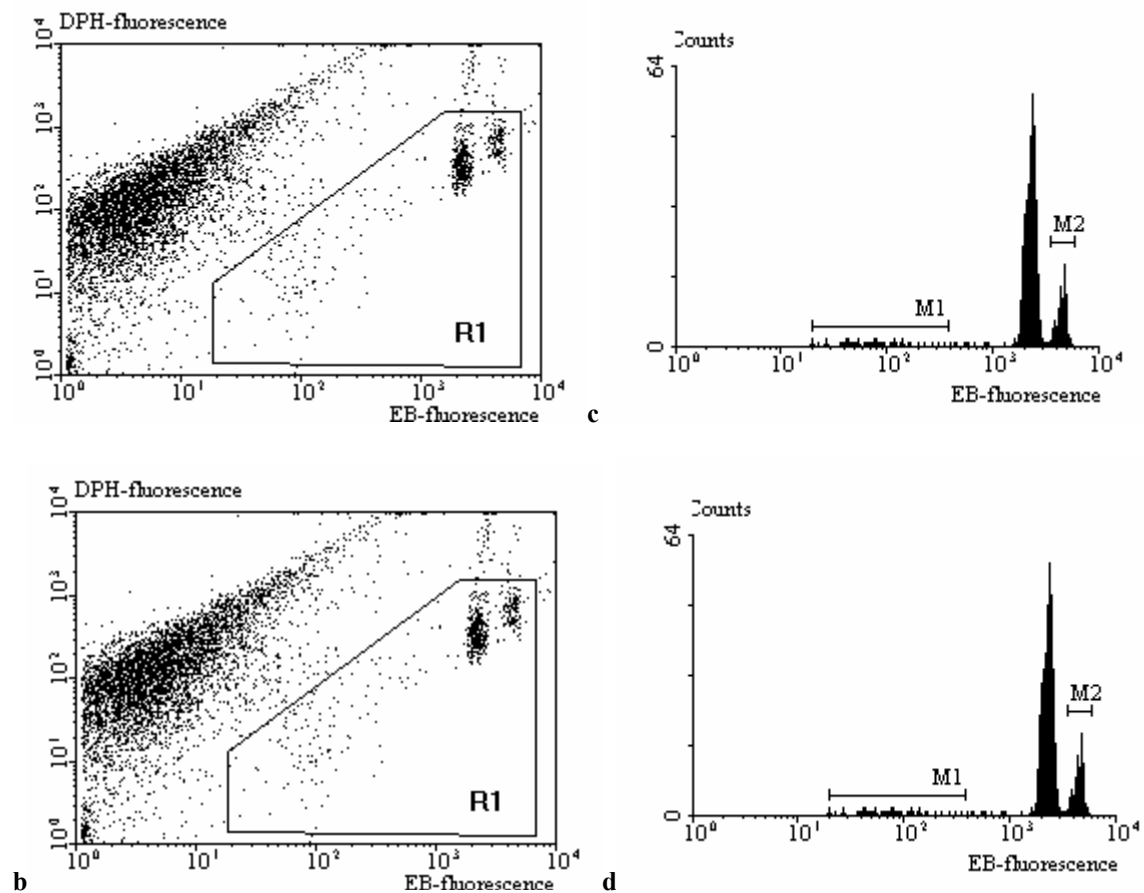 DPH-fluorescence
10⁴
10³
10²
10¹
10⁰
R1
10⁰ 10¹ 10² 10³ 10⁴
EB-fluorescence
Counts
64
M2
M1
0
10⁰ 10¹ 10² 10³ 10⁴
EB-fluorescence
c
DPH-fluorescence
10⁴
10³
10²
10¹
10⁰
R1
10⁰ 10¹ 10² 10³ 10⁴
EB-fluorescence
b
Counts
64
M2
M1
0
10⁰ 10¹ 10² 10³ 10⁴
EB-fluorescence
d